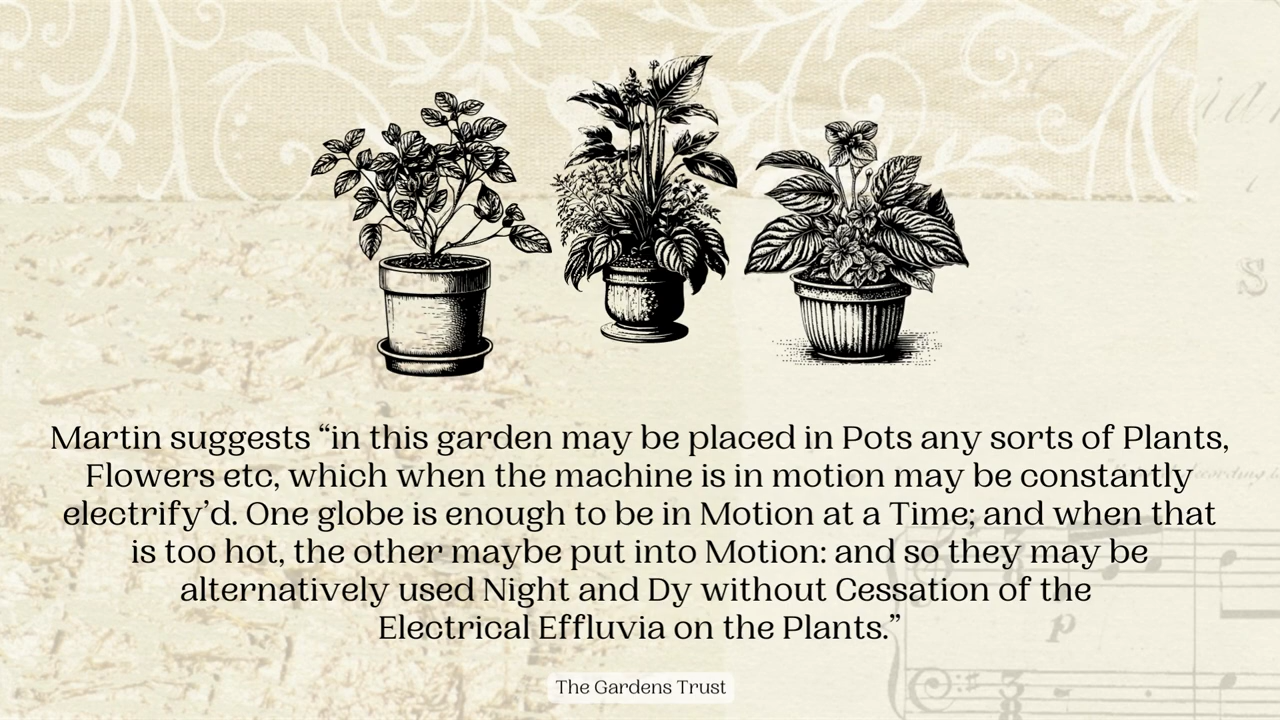 Martin suggests “in this garden may be placed in Pots any sorts of Plants,
Flowers etc, which when the machine is in motion may be constantly
electrify’d. One globe is enough to be in Motion at a Time; and when that
is too hot, the other maybe put into Motion: and so they may be
alternatively used Night and Dy without Cessation of the
Electrical Effluvia on the Plants.”
The Gardens Trust